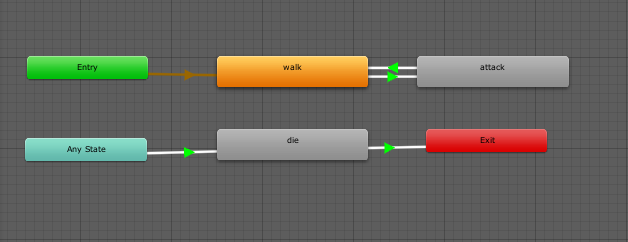 Entry
walk
attack
Any State
die
Exit